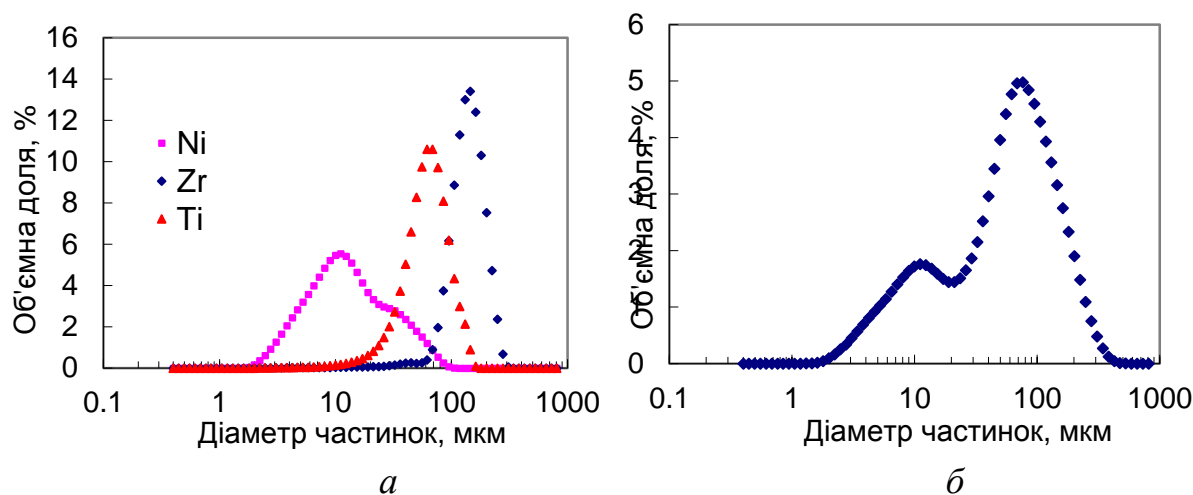 16
14
12
10
8
6
4
2
0
Об'ємна доля, %
Ni
Zr
Ti
0.1
1
10
100
1000
Діаметр частинок, мкм
а
6
5
4
3
2
1
0
Об'ємна доля, %
0.1
1
10
100
1000
Діаметр частинок, мкм
б